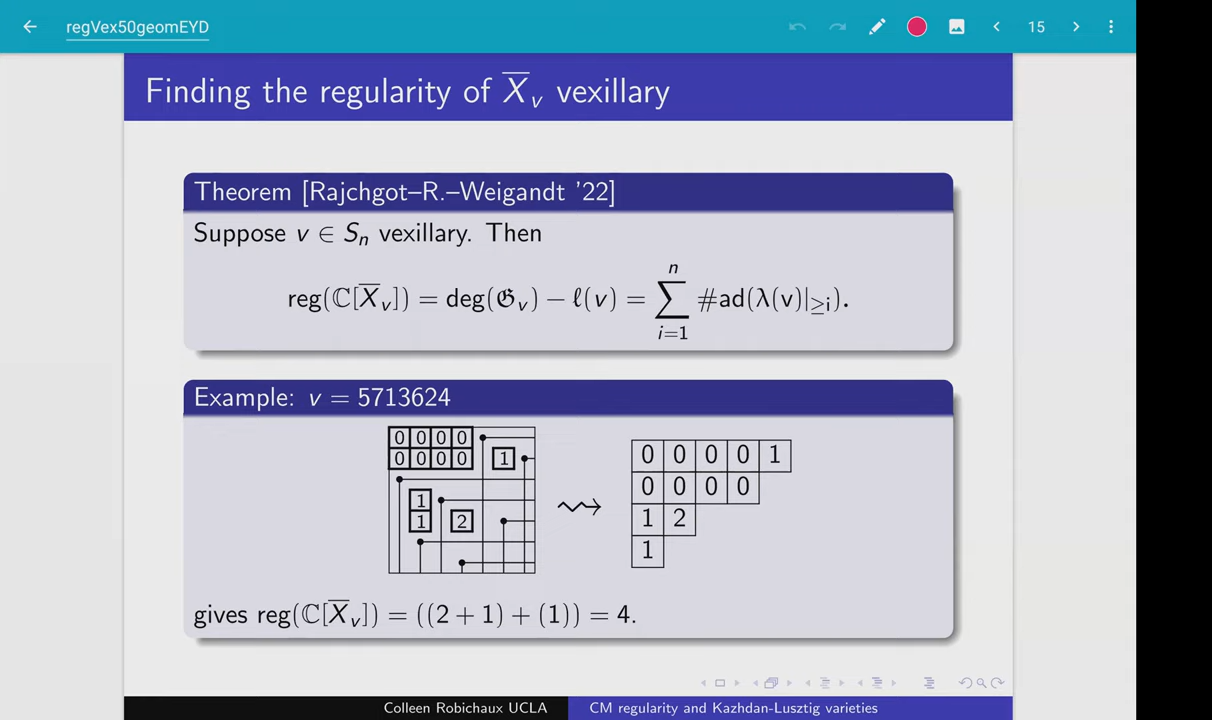 regVex50geomEYD
15
Finding the regularity of X̅ᵥ vexillary
Theorem [Rajchgot–R.–Weigandt '22]
Suppose v ∈ Sₙ vexillary. Then
reg(ℂ[X̅ᵥ]) = deg(𝔊ᵥ) − ℓ(v) = ∑ⁿᵢ₌₁ #ad(λ(v)|≥i).
Example: v = 5713624
0 0 0 0
0 0 0 0 1
1
1 2
0 0 0 0 1
0 0 0 0
1 2
1
gives reg(ℂ[X̅ᵥ]) = ((2 + 1) + (1)) = 4.
Colleen Robichaux UCLA
CM regularity and Kazhdan-Lusztig varieties